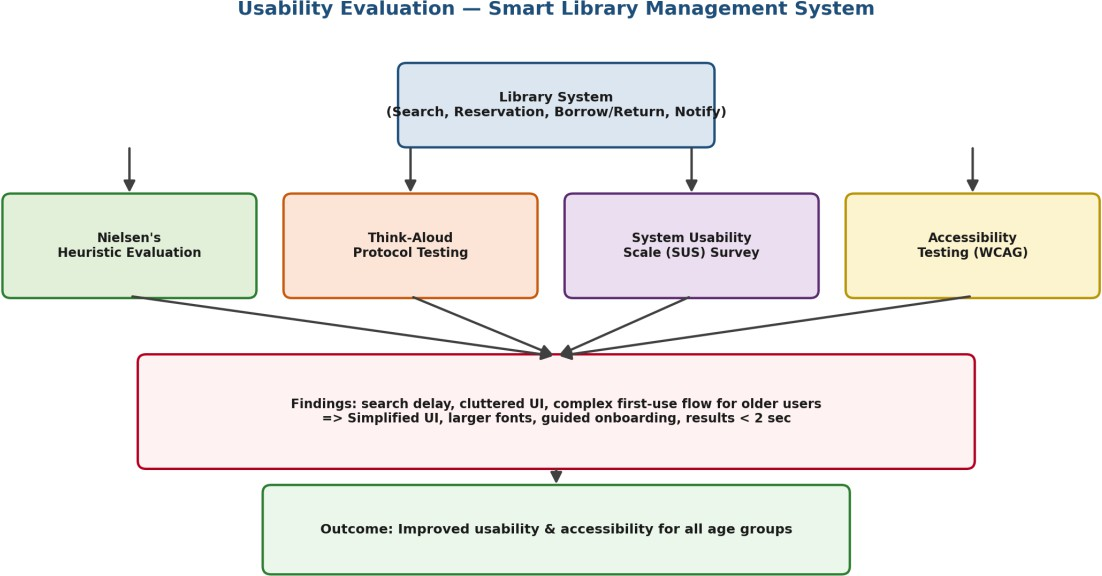 Usability Evaluation — Smart Library Management System
Library System
(Search, Reservation, Borrow/Return, Notify)
Nielsen's
Heuristic Evaluation
Think-Aloud
Protocol Testing
System Usability
Scale (SUS) Survey
Accessibility
Testing (WCAG)
Findings: search delay, cluttered UI, complex first-use flow for older users
=> Simplified UI, larger fonts, guided onboarding, results < 2 sec
Outcome: Improved usability & accessibility for all age groups